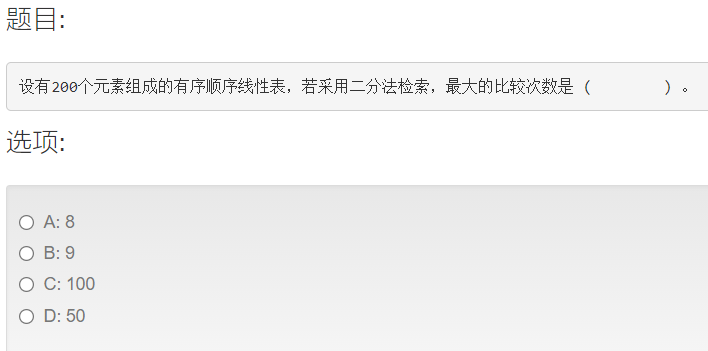 题目:
设有200个元素组成的有序顺序线性表，若采用二分法检索，最大的比较次数是（        ）。
选项:
A: 8
B: 9
C: 100
D: 50